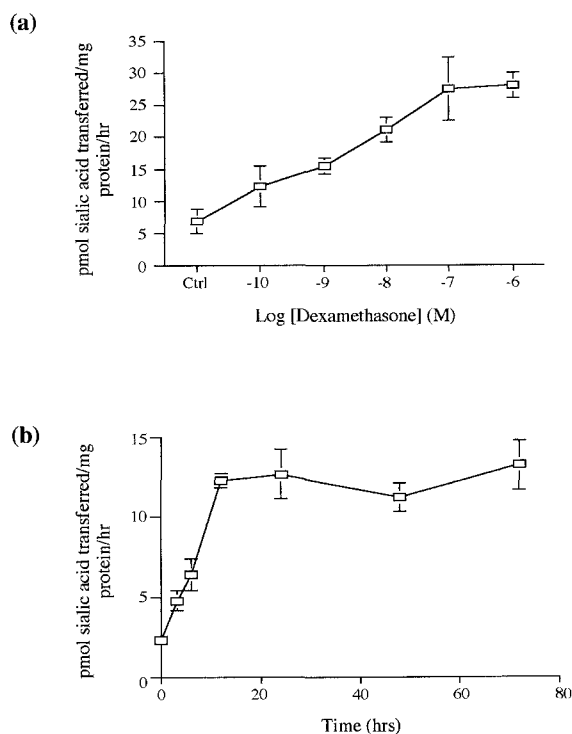 (a)
pmol sialic acid transferred/mg
protein/hr
35
30
25
20
15
10
5
0
Ctrl -10 -9 -8 -7 -6
Log [Dexamethasone] (M)
(b)
pmol sialic acid transferred/mg
protein/hr
15
10
5
0
0 20 40 60 80
Time (hrs)